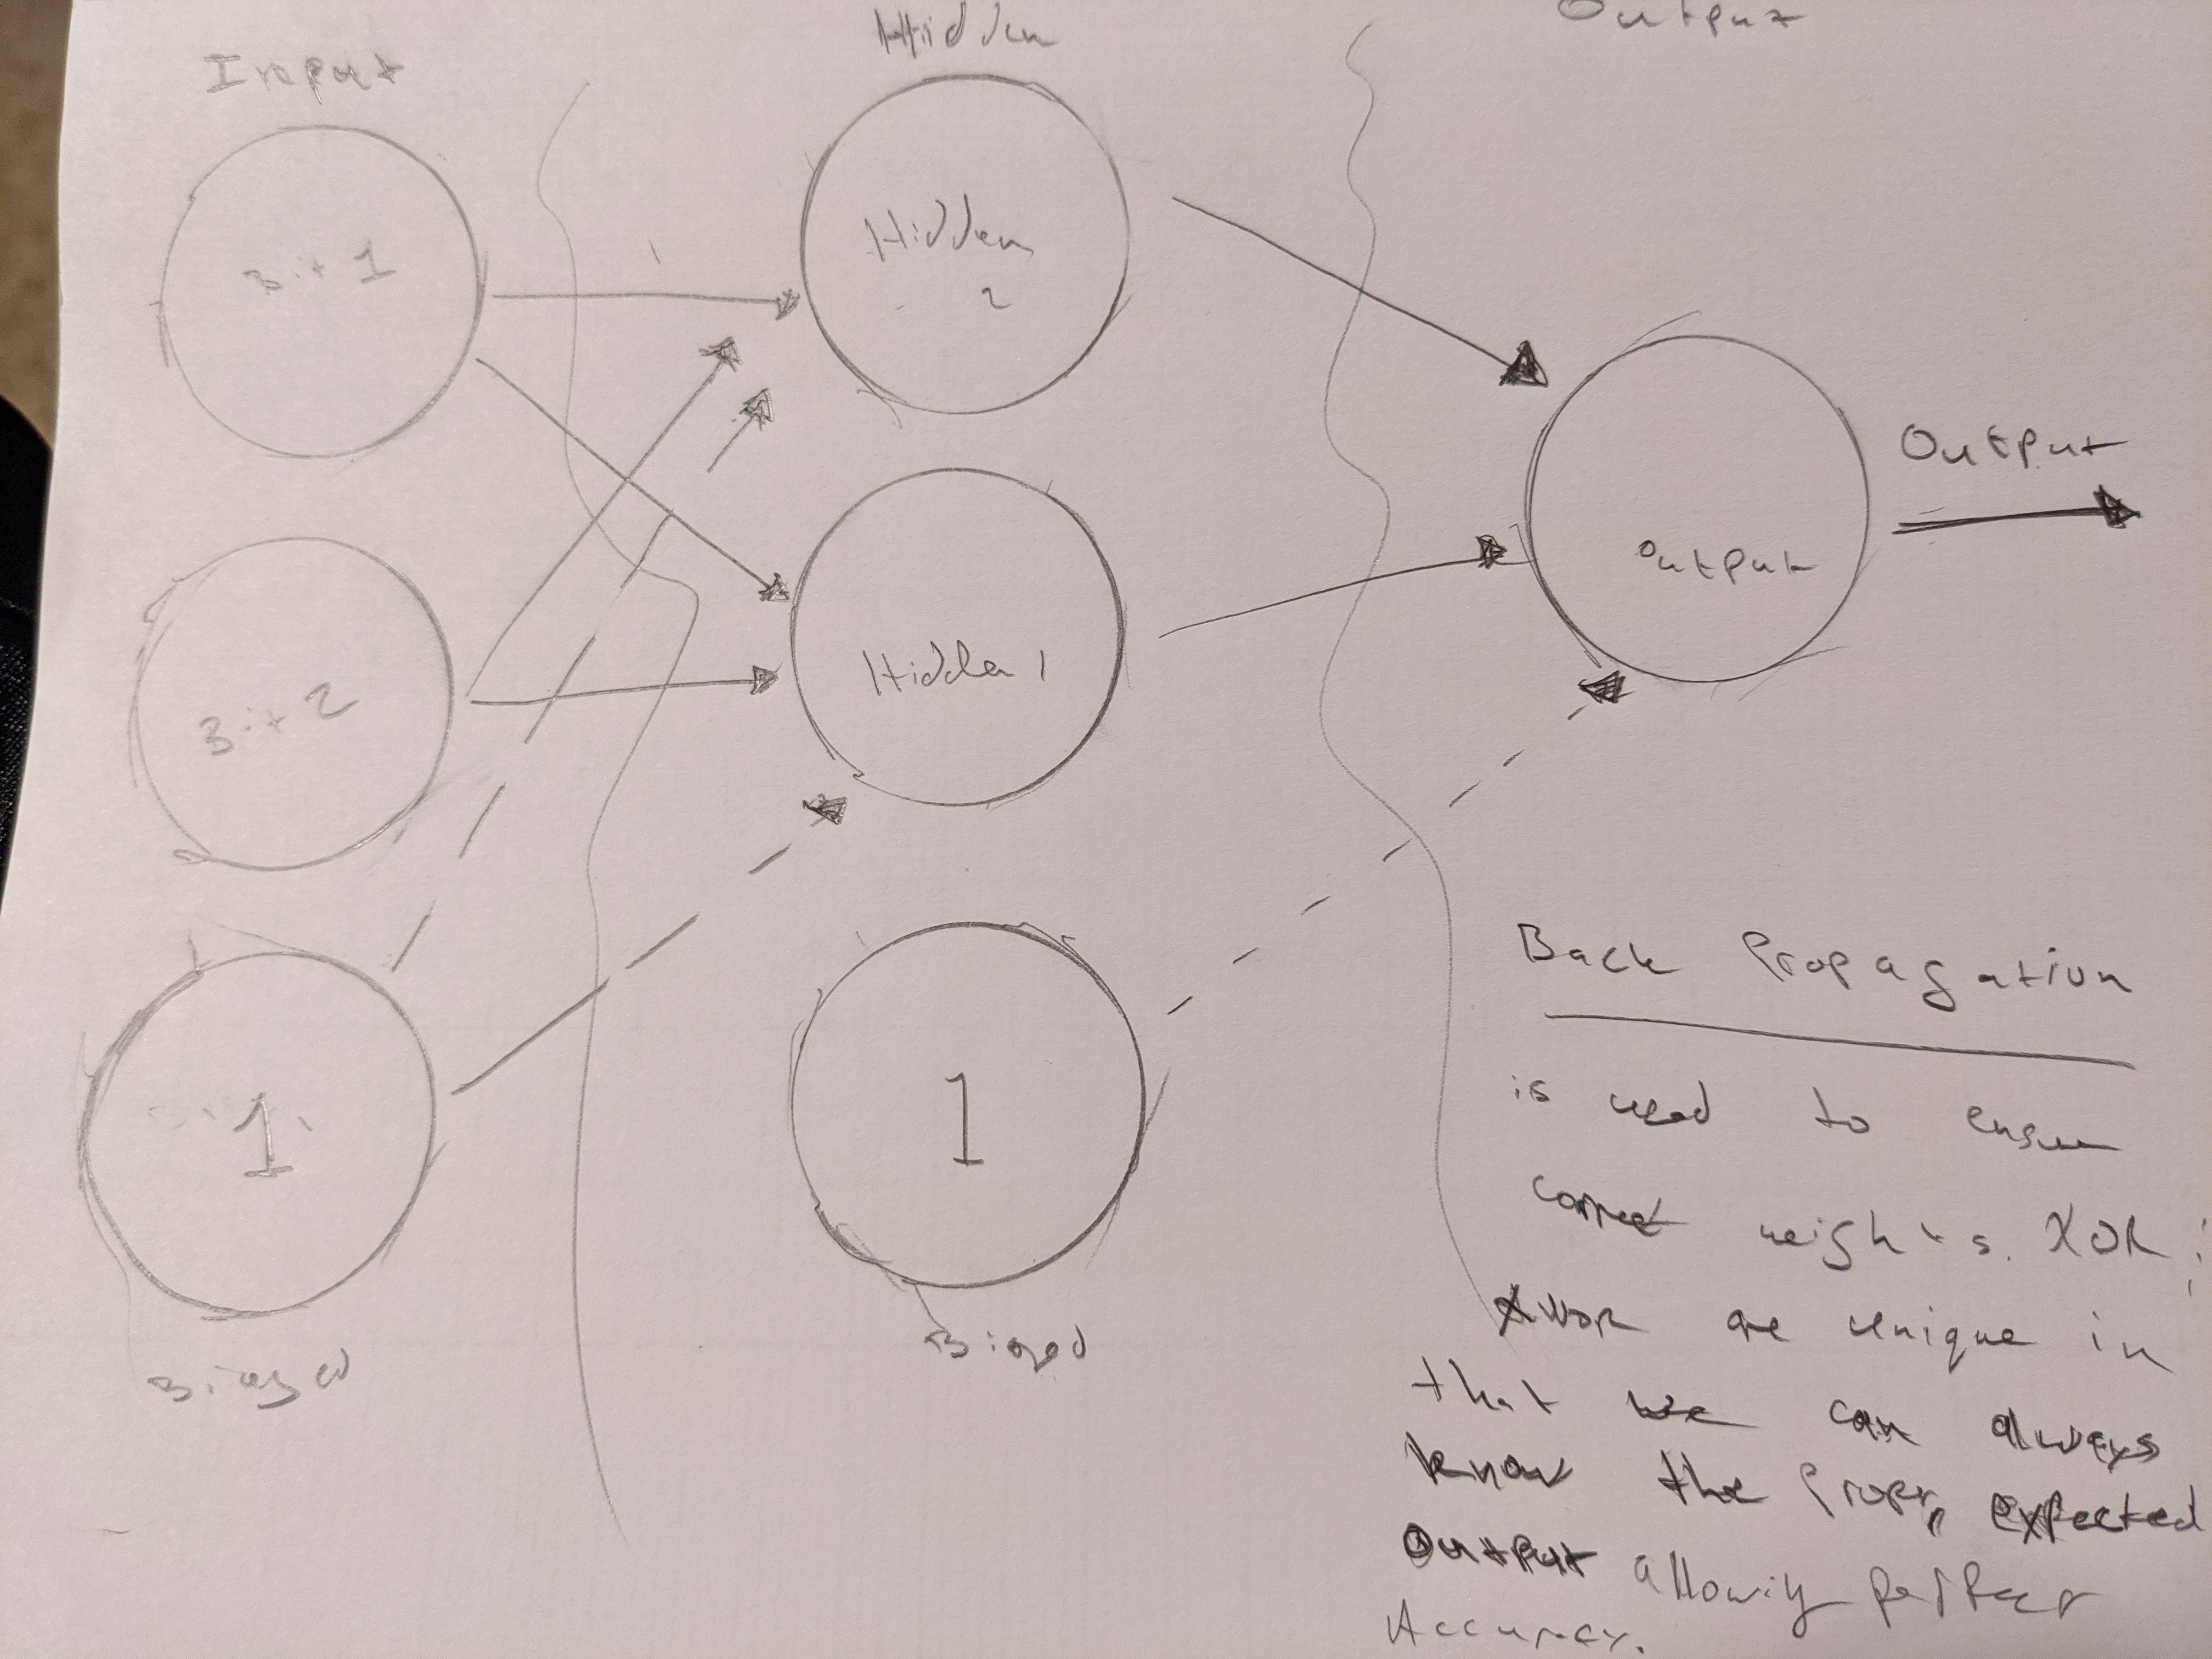 Input
Hidden
Output
Bit 1
Hidden
2
Output
Output
Bit 2
Hidden 1
1
1
Biased
Biased
Back Propagation
is used to ensure
correct weights. XOR;
XNOR are unique in
that we can always
know the proper, expected
output allowing perfect
Accuracy.